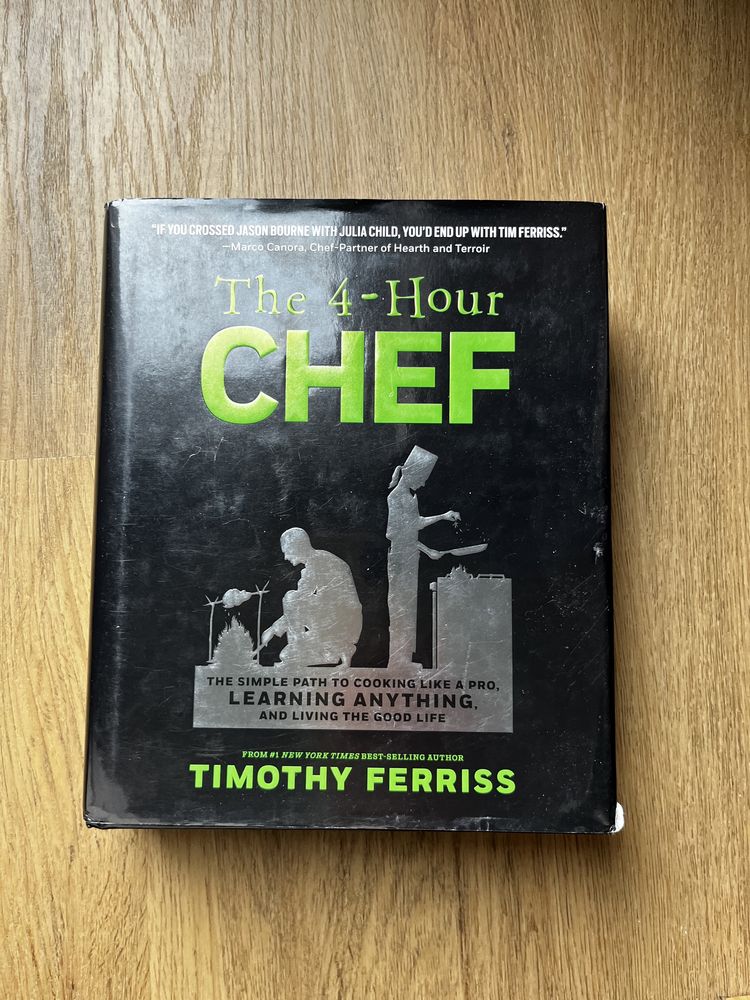 "IF YOU CROSSED JASON BOURNE WITH JULIA CHILD, YOU'D END UP WITH TIM FERRISS."
—Marco Canora, Chef-Partner of Hearth and Terroir
The 4-Hour
CHEF
THE SIMPLE PATH TO COOKING LIKE A PRO,
LEARNING ANYTHING,
AND LIVING THE GOOD LIFE
FROM #1 NEW YORK TIMES BEST-SELLING AUTHOR
TIMOTHY FERRISS